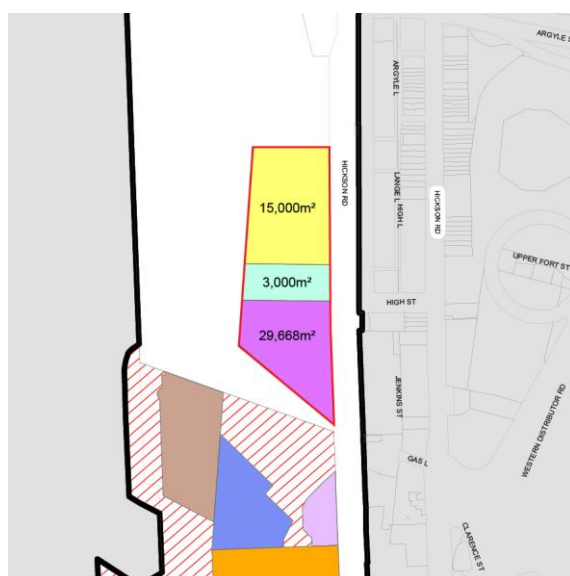 ARGYLE S
ARGYLE L
HICKSON RD
15,000m²
LANGE L
HIGH L
HICKSON RD
UPPER FORT ST
3,000m²
HIGH ST
29,668m²
JENKINS ST
WESTERN DISTRIBUTOR RD
GAS L
CLARENCE ST